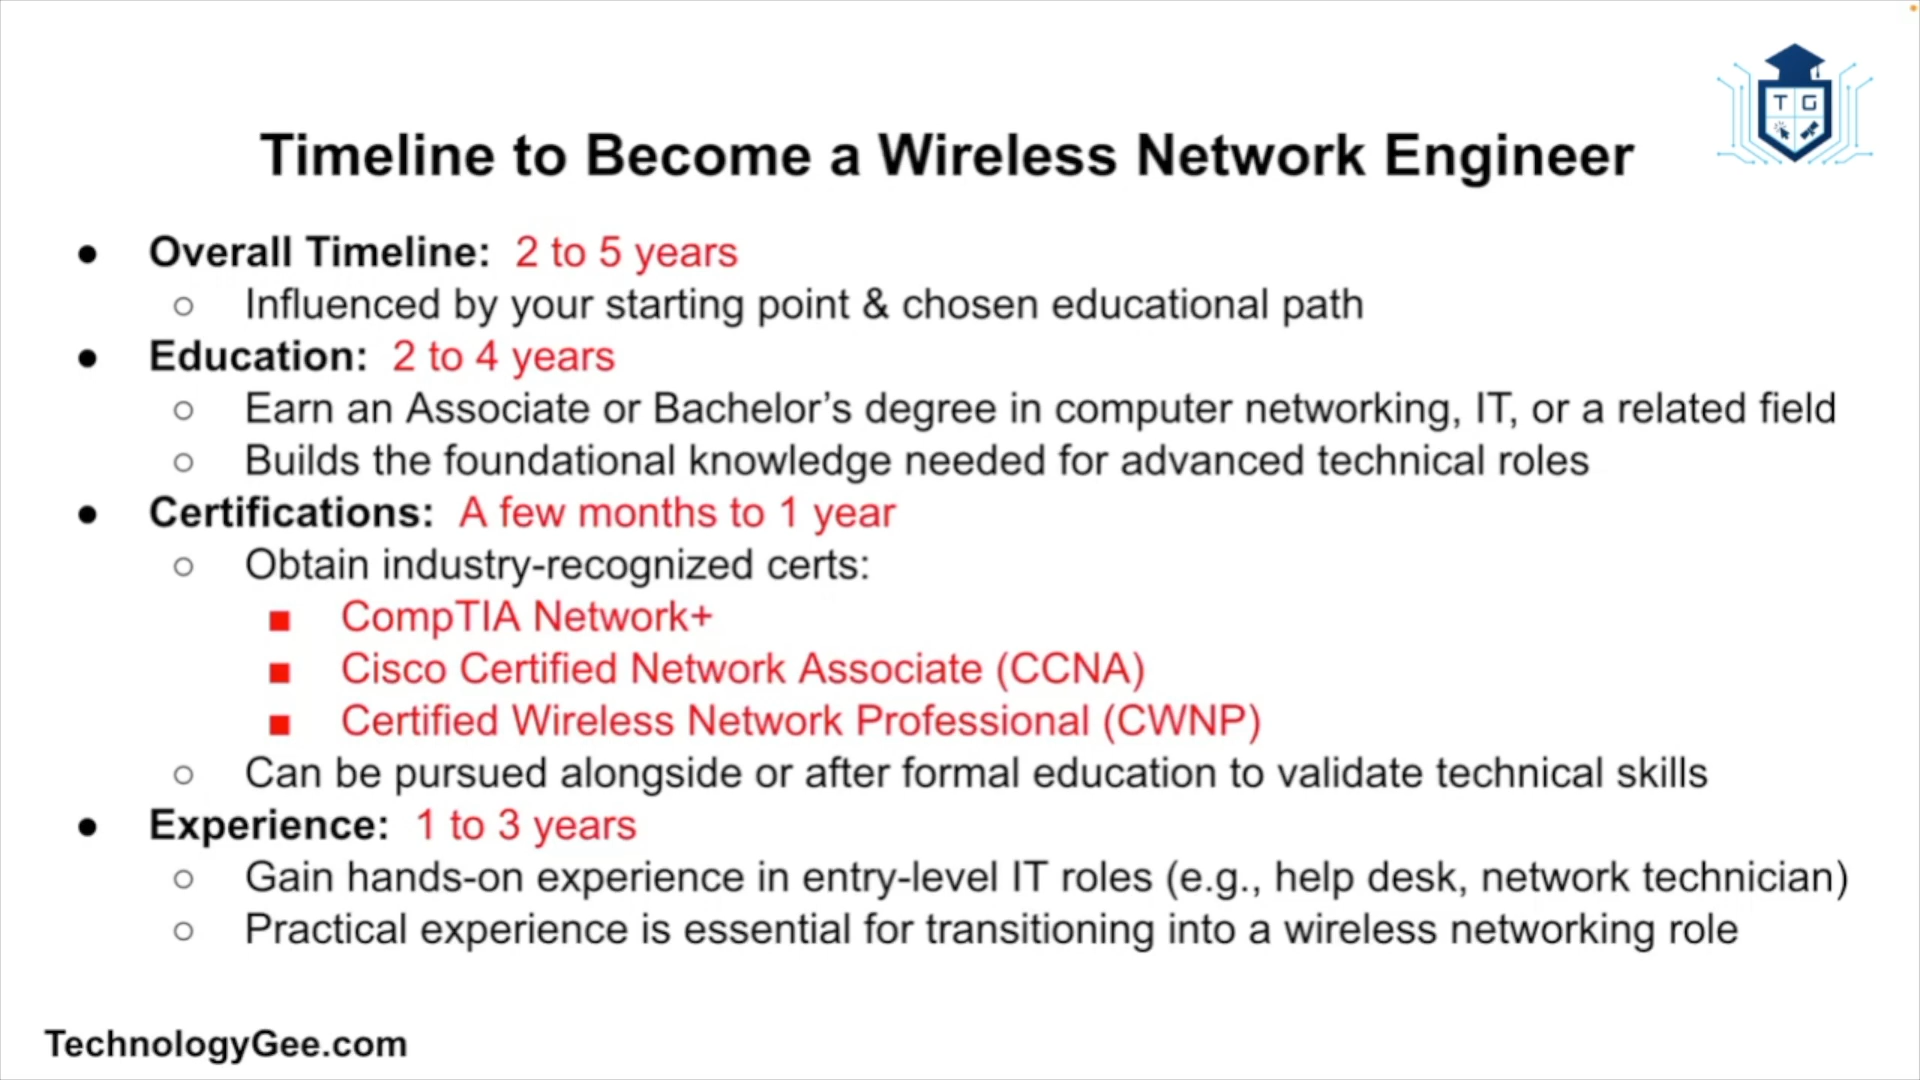 T G
Timeline to Become a Wireless Network Engineer
● Overall Timeline: 2 to 5 years
○ Influenced by your starting point & chosen educational path
● Education: 2 to 4 years
○ Earn an Associate or Bachelor’s degree in computer networking, IT, or a related field
○ Builds the foundational knowledge needed for advanced technical roles
● Certifications: A few months to 1 year
○ Obtain industry-recognized certs:
■ CompTIA Network+
■ Cisco Certified Network Associate (CCNA)
■ Certified Wireless Network Professional (CWNP)
○ Can be pursued alongside or after formal education to validate technical skills
● Experience: 1 to 3 years
○ Gain hands-on experience in entry-level IT roles (e.g., help desk, network technician)
○ Practical experience is essential for transitioning into a wireless networking role
TechnologyGee.com